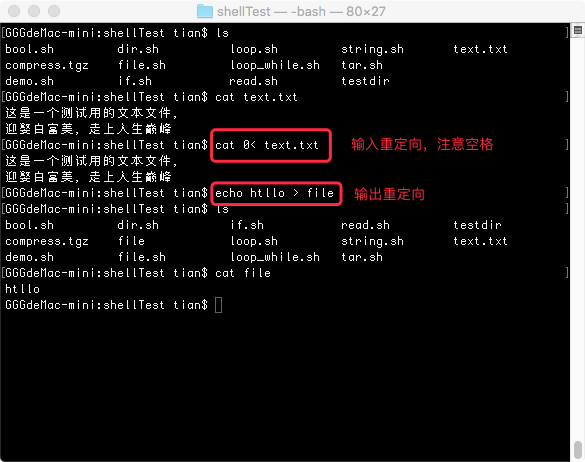 shellTest — -bash — 80×27
[GGGdeMac-mini:shellTest tian$ ls ]
bool.sh dir.sh loop.sh string.sh text.txt
compress.tgz file.sh loop_while.sh tar.sh
demo.sh if.sh read.sh testdir
[GGGdeMac-mini:shellTest tian$ cat text.txt ]
这是一个测试用的文本文件,
迎娶白富美,走上人生巅峰
[GGGdeMac-mini:shellTest tian$ cat 0< text.txt ] 输入重定向,注意空格
这是一个测试用的文本文件,
迎娶白富美,走上人生巅峰
[GGGdeMac-mini:shellTest tian$ echo htllo > file ] 输出重定向
[GGGdeMac-mini:shellTest tian$ ls ]
bool.sh dir.sh if.sh read.sh testdir
compress.tgz file loop.sh string.sh text.txt
demo.sh file.sh loop_while.sh tar.sh
[GGGdeMac-mini:shellTest tian$ cat file ]
htllo
GGGdeMac-mini:shellTest tian$